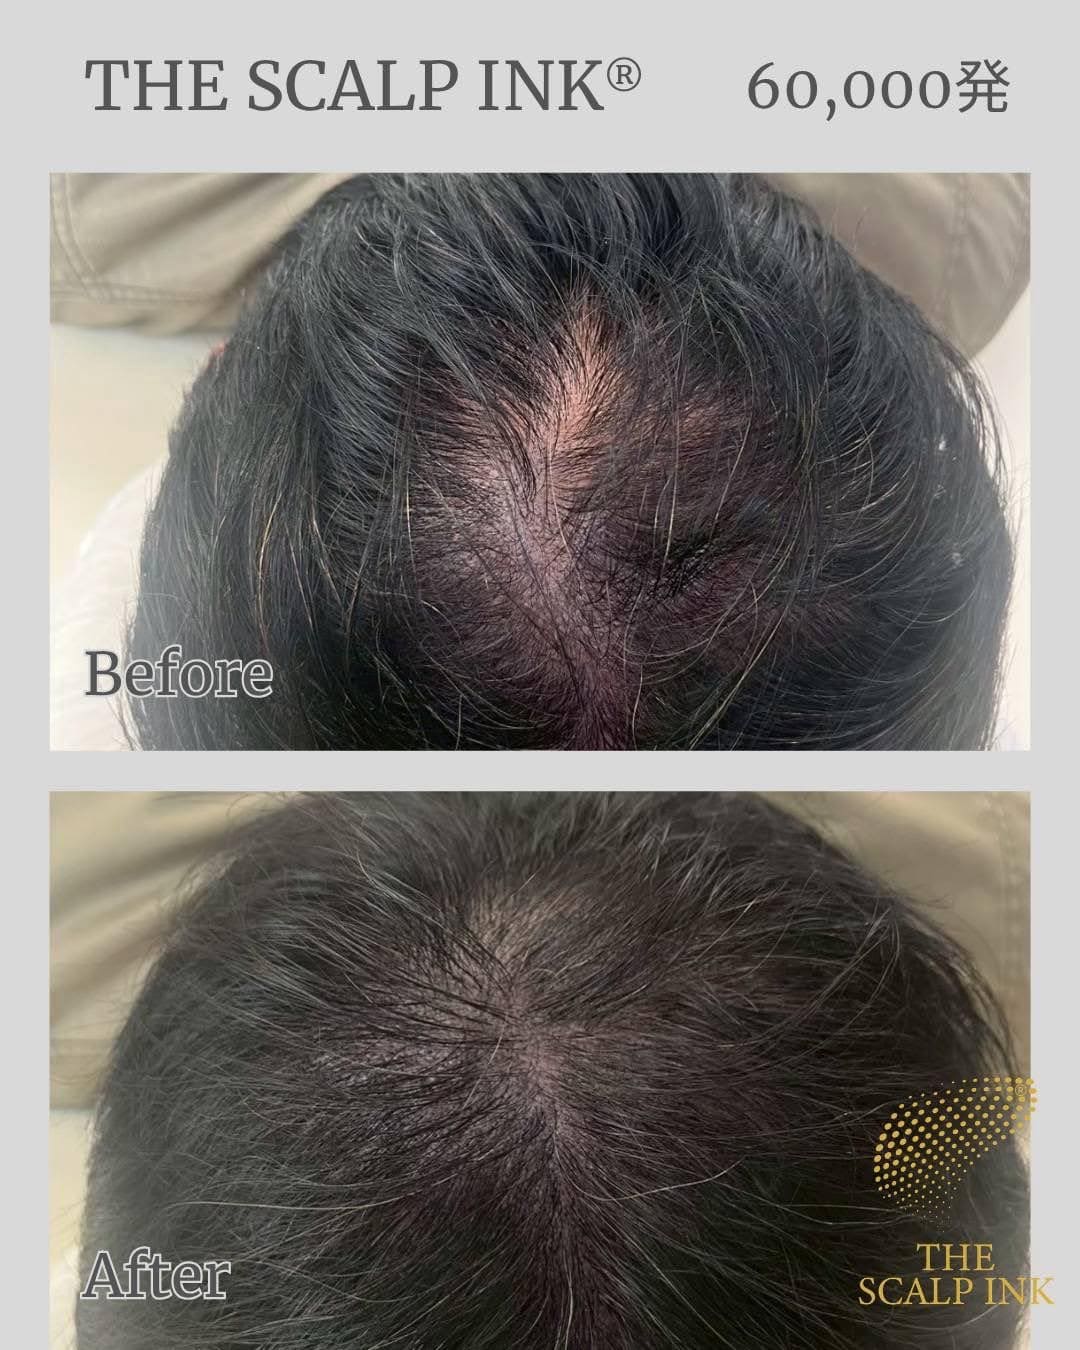 THE SCALP INK® 60,000発
Before
After
®
THE
SCALP INK